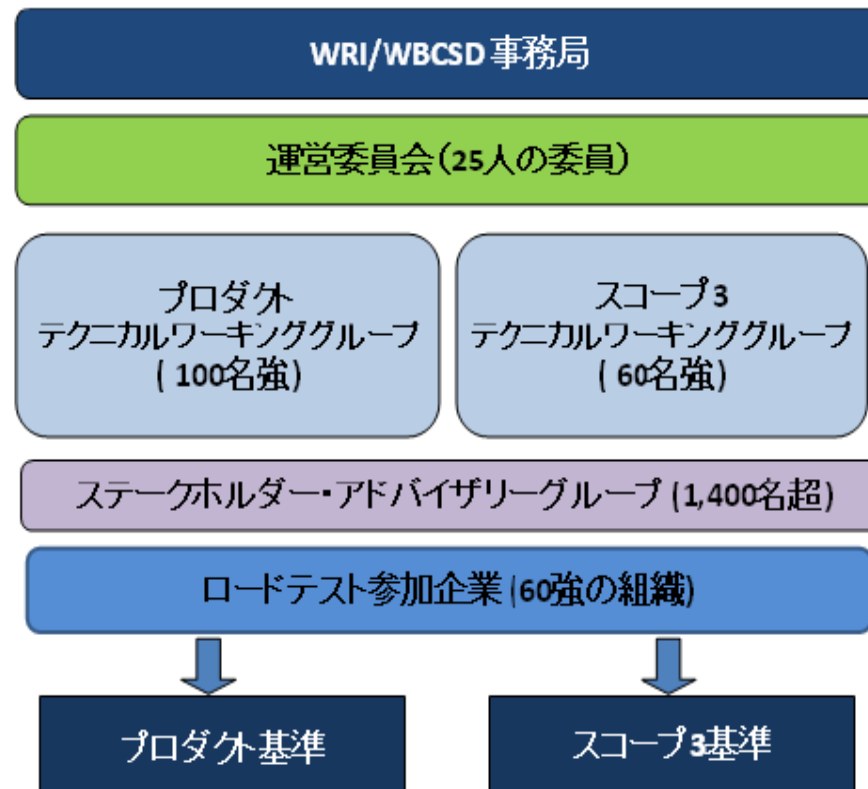 WRI/WBCSD 事務局
運営委員会(25人の委員)
プロダクト
テクニカルワーキンググループ
( 100名強)
スコープ3
テクニカルワーキンググループ
( 60名強)
ステークホルダー・アドバイザリーグループ (1,400名超)
ロードテスト参加企業 (60強の組織)
プロダクト基準
スコープ3基準